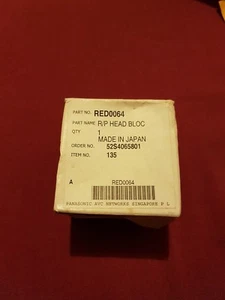 PART NO. RED0064
PART NAME R/P HEAD BLOC
QTY 1
MADE IN JAPAN
ORDER NO. 52S4065801
ITEM NO. 135
A RED0064
PANASONIC AVC NETWORKS SINGAPORE P L